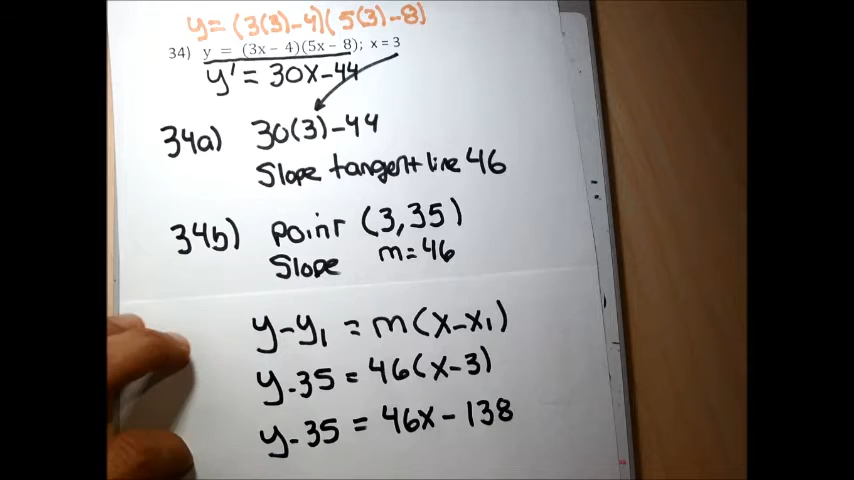 y = (3(3)-4)(5(3)-8)
34) y = (3x – 4)(5x – 8); x = 3
y' = 30x-44
34a) 30(3)-44
Slope tangent line 46
34b) point (3,35)
Slope m=46
y-y₁ = m(x-x₁)
y-35 = 46(x-3)
y-35 = 46x-138